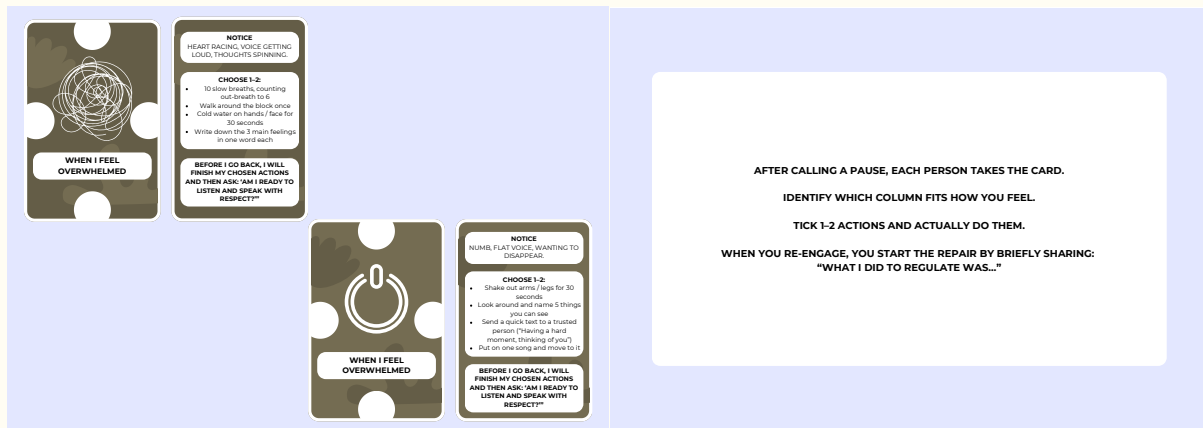 WHEN I FEEL
OVERWHELMED
NOTICE
HEART RACING, VOICE GETTING
LOUD, THOUGHTS SPINNING.
CHOOSE 1–2:
• 10 slow breaths, counting
out-breath to 6
• Walk around the block once
• Cold water on hands / face for
30 seconds
• Write down the 3 main feelings
in one word each
BEFORE I GO BACK, I WILL
FINISH MY CHOSEN ACTIONS
AND THEN ASK: ‘AM I READY TO
LISTEN AND SPEAK WITH
RESPECT?’”
WHEN I FEEL
OVERWHELMED
NOTICE
NUMB, FLAT VOICE, WANTING TO
DISAPPEAR.
CHOOSE 1–2:
• Shake out arms / legs for 30
seconds
• Look around and name 5 things
you can see
• Send a quick text to a trusted
person (“Having a hard
moment, thinking of you”)
• Put on one song and move to it
BEFORE I GO BACK, I WILL
FINISH MY CHOSEN ACTIONS
AND THEN ASK: ‘AM I READY TO
LISTEN AND SPEAK WITH
RESPECT?’”
AFTER CALLING A PAUSE, EACH PERSON TAKES THE CARD.
IDENTIFY WHICH COLUMN FITS HOW YOU FEEL.
TICK 1–2 ACTIONS AND ACTUALLY DO THEM.
WHEN YOU RE-ENGAGE, YOU START THE REPAIR BY BRIEFLY SHARING:
“WHAT I DID TO REGULATE WAS…”